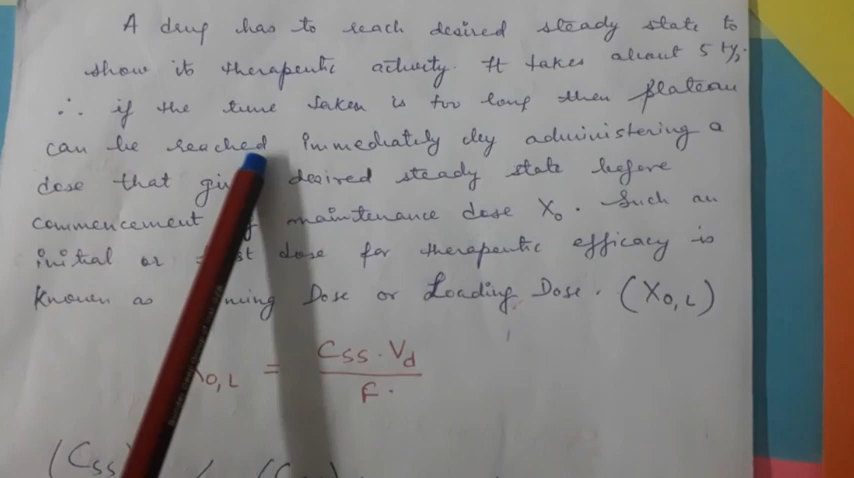 A drug has to reach desired steady state to
show its therapeutic activity. It takes about 5 t½.
∴ if the time taken is too long then plateau
can be reached immediately by administering a
dose that desired steady state before
commencement maintenance dose X₀. Such an
initial or dose for therapeutic efficacy is
known as Dose or Loading Dose. (X₀,L)
X₀,L = Css . Vd / F.
(Css)